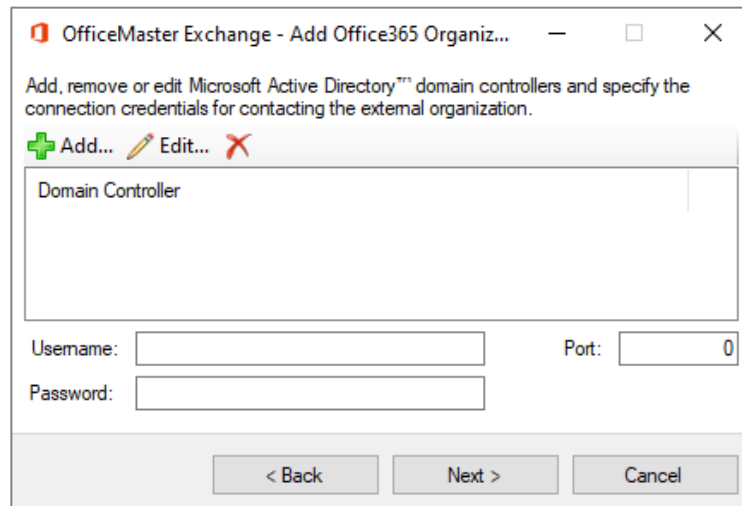 OfficeMaster Exchange - Add Office365 Organiz...
Add, remove or edit Microsoft Active Directory™ domain controllers and specify the
connection credentials for contacting the external organization.
Add... Edit...
Domain Controller
Username: Port: 0
Password:
< Back Next > Cancel